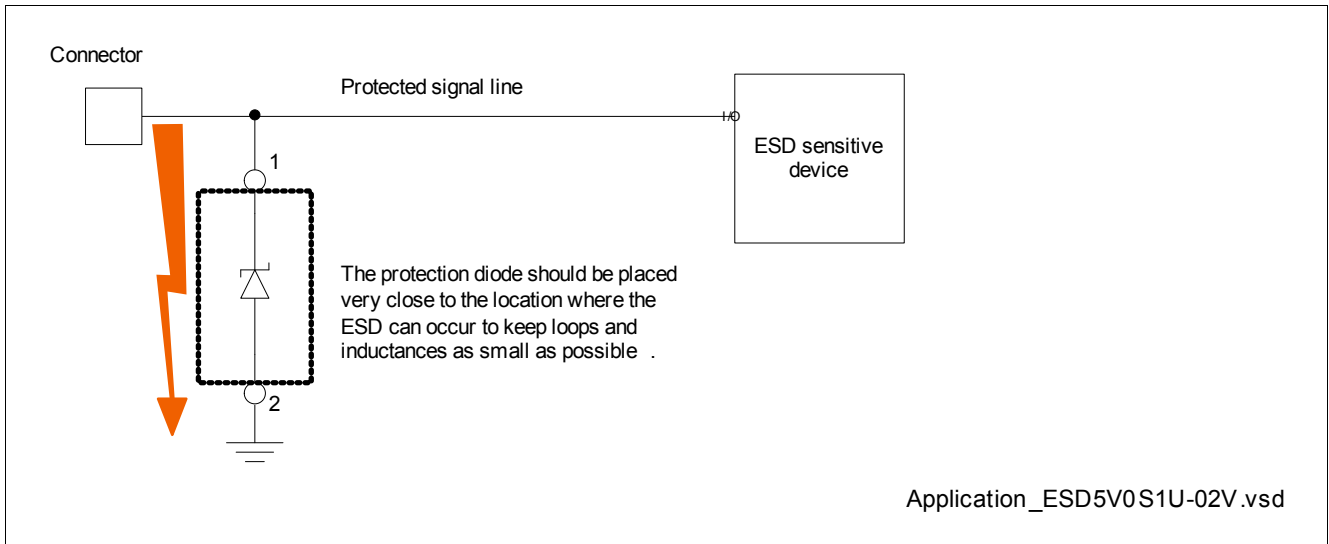 Connector
Protected signal line
I/O
ESD sensitive
device
1
The protection diode should be placed
very close to the location where the
ESD can occur to keep loops and
inductances as small as possible .
2
Application_ESD5V0S1U-02V.vsd